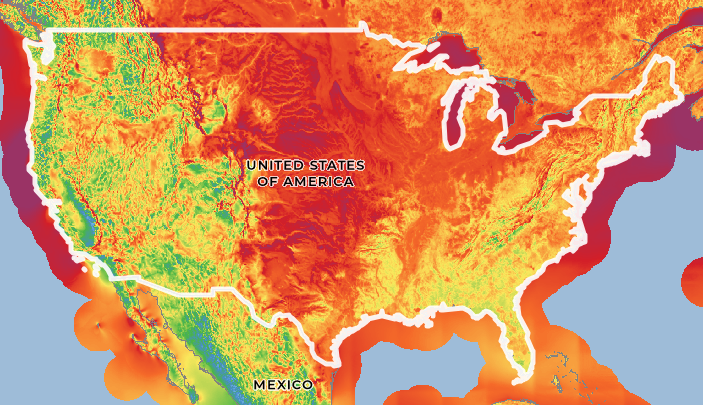 UNITED STATES
OF AMERICA
MEXICO